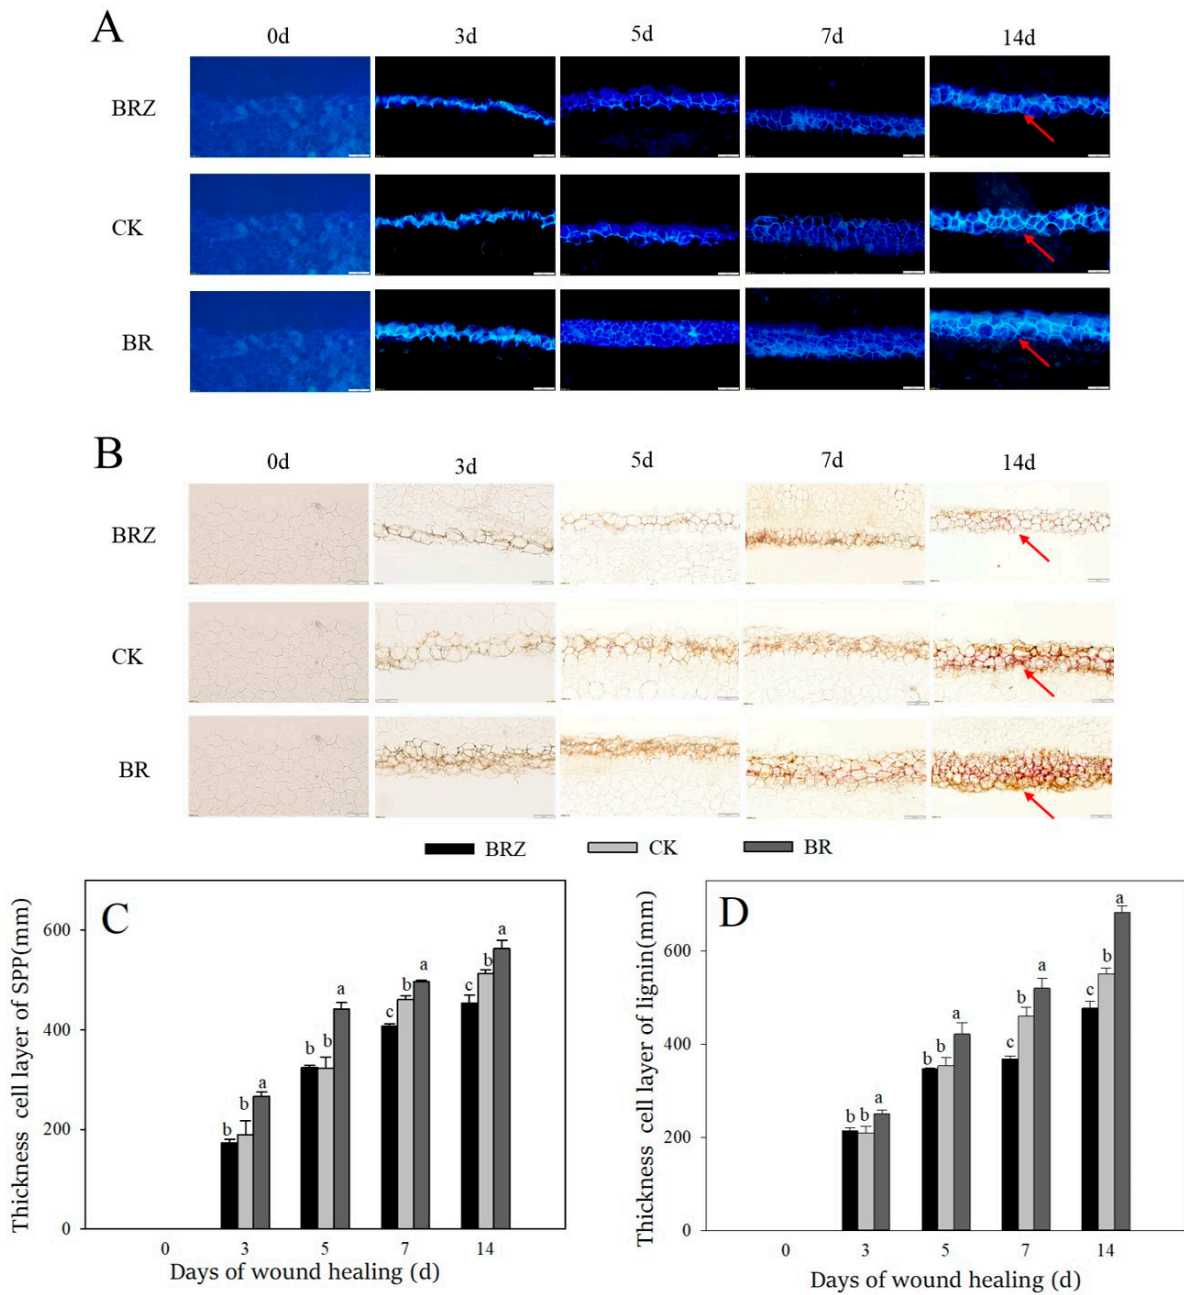 A
0d 3d 5d 7d 14d
BRZ
CK
BR
B
0d 3d 5d 7d 14d
BRZ
CK
BR
BRZ CK BR
C
Thickness cell layer of SPP(mm)
600
400
200
0
b b a
b b a
c b a
c b a
0 3 5 7 14
Days of wound healing (d)
D
Thickness cell layer of lignin(mm)
600
400
200
0
b b a
b b a
c b a
c b a
0 3 5 7 14
Days of wound healing (d)